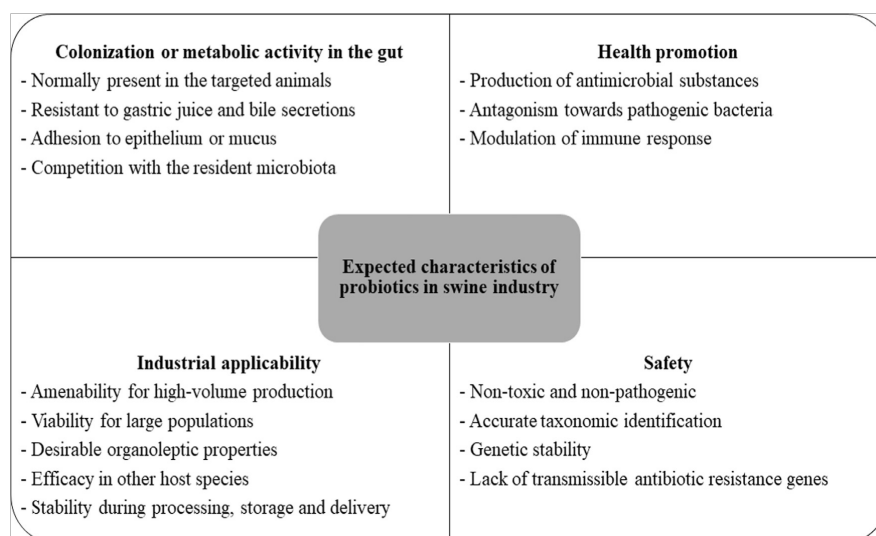 Colonization or metabolic activity in the gut
- Normally present in the targeted animals
- Resistant to gastric juice and bile secretions
- Adhesion to epithelium or mucus
- Competition with the resident microbiota
Health promotion
- Production of antimicrobial substances
- Antagonism towards pathogenic bacteria
- Modulation of immune response
Expected characteristics of
probiotics in swine industry
Industrial applicability
- Amenability for high-volume production
- Viability for large populations
- Desirable organoleptic properties
- Efficacy in other host species
- Stability during processing, storage and delivery
Safety
- Non-toxic and non-pathogenic
- Accurate taxonomic identification
- Genetic stability
- Lack of transmissible antibiotic resistance genes